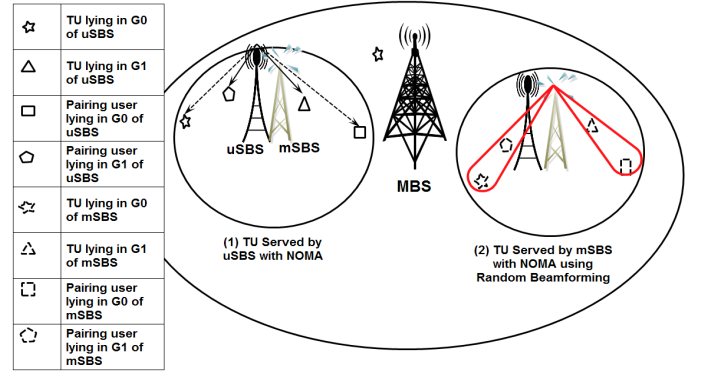 TU lying in G0
of uSBS
TU lying in G1
of uSBS
Pairing user
lying in G0 of
uSBS
Pairing user
lying in G1 of
uSBS
TU lying in G0
of mSBS
TU lying in G1
of mSBS
Pairing user
lying in G0 of
mSBS
Pairing user
lying in G1 of
mSBS
uSBS
mSBS
(1) TU Served by
uSBS with NOMA
MBS
(2) TU Served by mSBS
with NOMA using
Random Beamforming